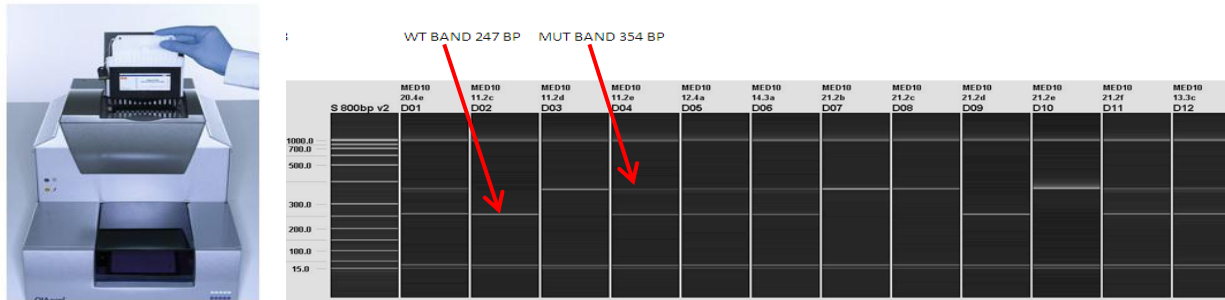 WT BAND 247 BP MUT BAND 354 BP
MED10 MED10 MED10 MED10 MED10 MED10 MED10 MED10 MED10 MED10 MED10 MED10
20.4e 11.2c 11.2d 11.2e 12.4a 14.3a 21.2b 21.2c 21.2d 21.2e 21.2f 13.3c
S 800bp v2 D01 D02 D03 D04 D05 D06 D07 D08 D09 D10 D11 D12
1000.0
700.0
500.0
300.0
200.0
100.0
15.0